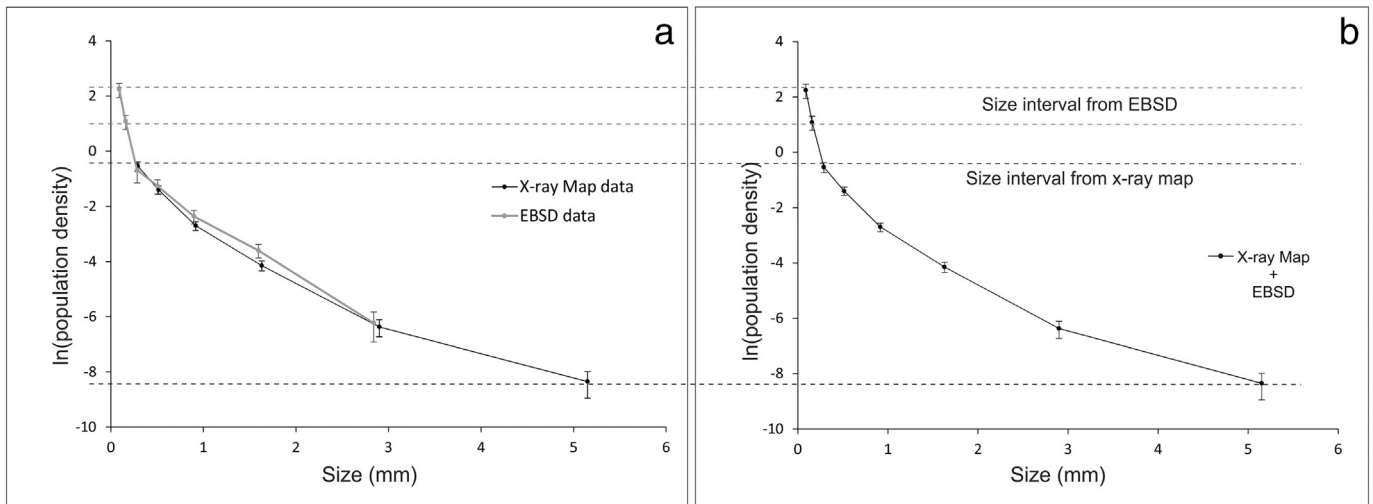 a
4
2
0
-2
-4
-6
-8
-10
ln(population density)
0 1 2 3 4 5 6
Size (mm)
X-ray Map data
EBSD data
b
4
2
0
-2
-4
-6
-8
-10
ln(population density)
0 1 2 3 4 5 6
Size (mm)
Size interval from EBSD
Size interval from x-ray map
X-ray Map
+
EBSD